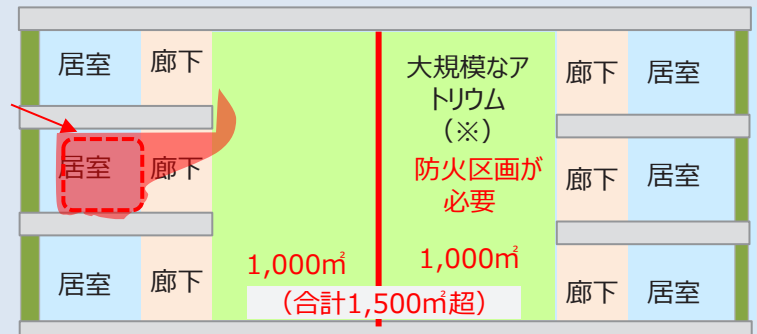 居室 廊下
大規模なア
トリウム
（※）
廊下 居室
居室 廊下
防火区画が
必要
廊下 居室
居室 廊下
1,000㎡
1,000㎡
（合計1,500㎡超）
廊下 居室